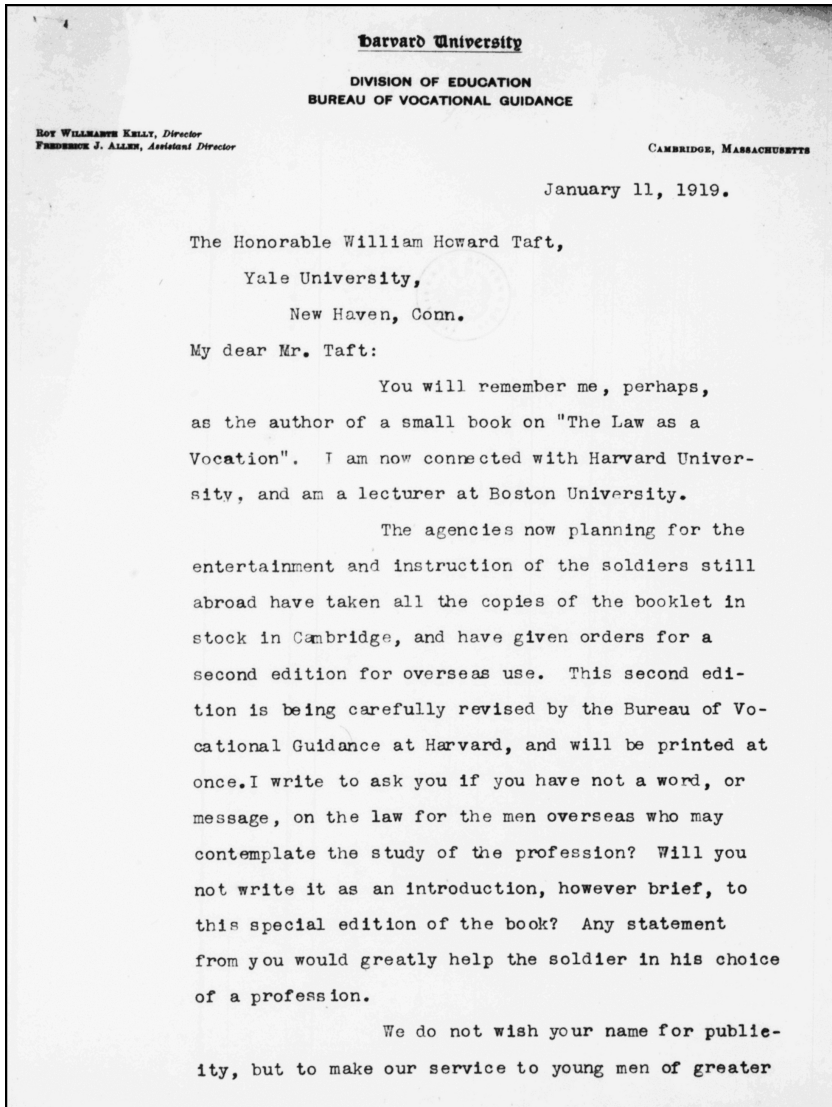 Harvard University
DIVISION OF EDUCATION
BUREAU OF VOCATIONAL GUIDANCE
ROY WILLMARTH KELLY, Director
FREDERICK J. ALLEN, Assistant Director
CAMBRIDGE, MASSACHUSETTS
January 11, 1919.
The Honorable William Howard Taft,
Yale University,
New Haven, Conn.
My dear Mr. Taft:
You will remember me, perhaps,
as the author of a small book on "The Law as a
Vocation". I am now connected with Harvard Univer-
sity, and am a lecturer at Boston University.
The agencies now planning for the
entertainment and instruction of the soldiers still
abroad have taken all the copies of the booklet in
stock in Cambridge, and have given orders for a
second edition for overseas use. This second edi-
tion is being carefully revised by the Bureau of Vo-
cational Guidance at Harvard, and will be printed at
once.I write to ask you if you have not a word, or
message, on the law for the men overseas who may
contemplate the study of the profession? Will you
not write it as an introduction, however brief, to
this special edition of the book? Any statement
from you would greatly help the soldier in his choice
of a profession.
We do not wish your name for public-
ity, but to make our service to young men of greater